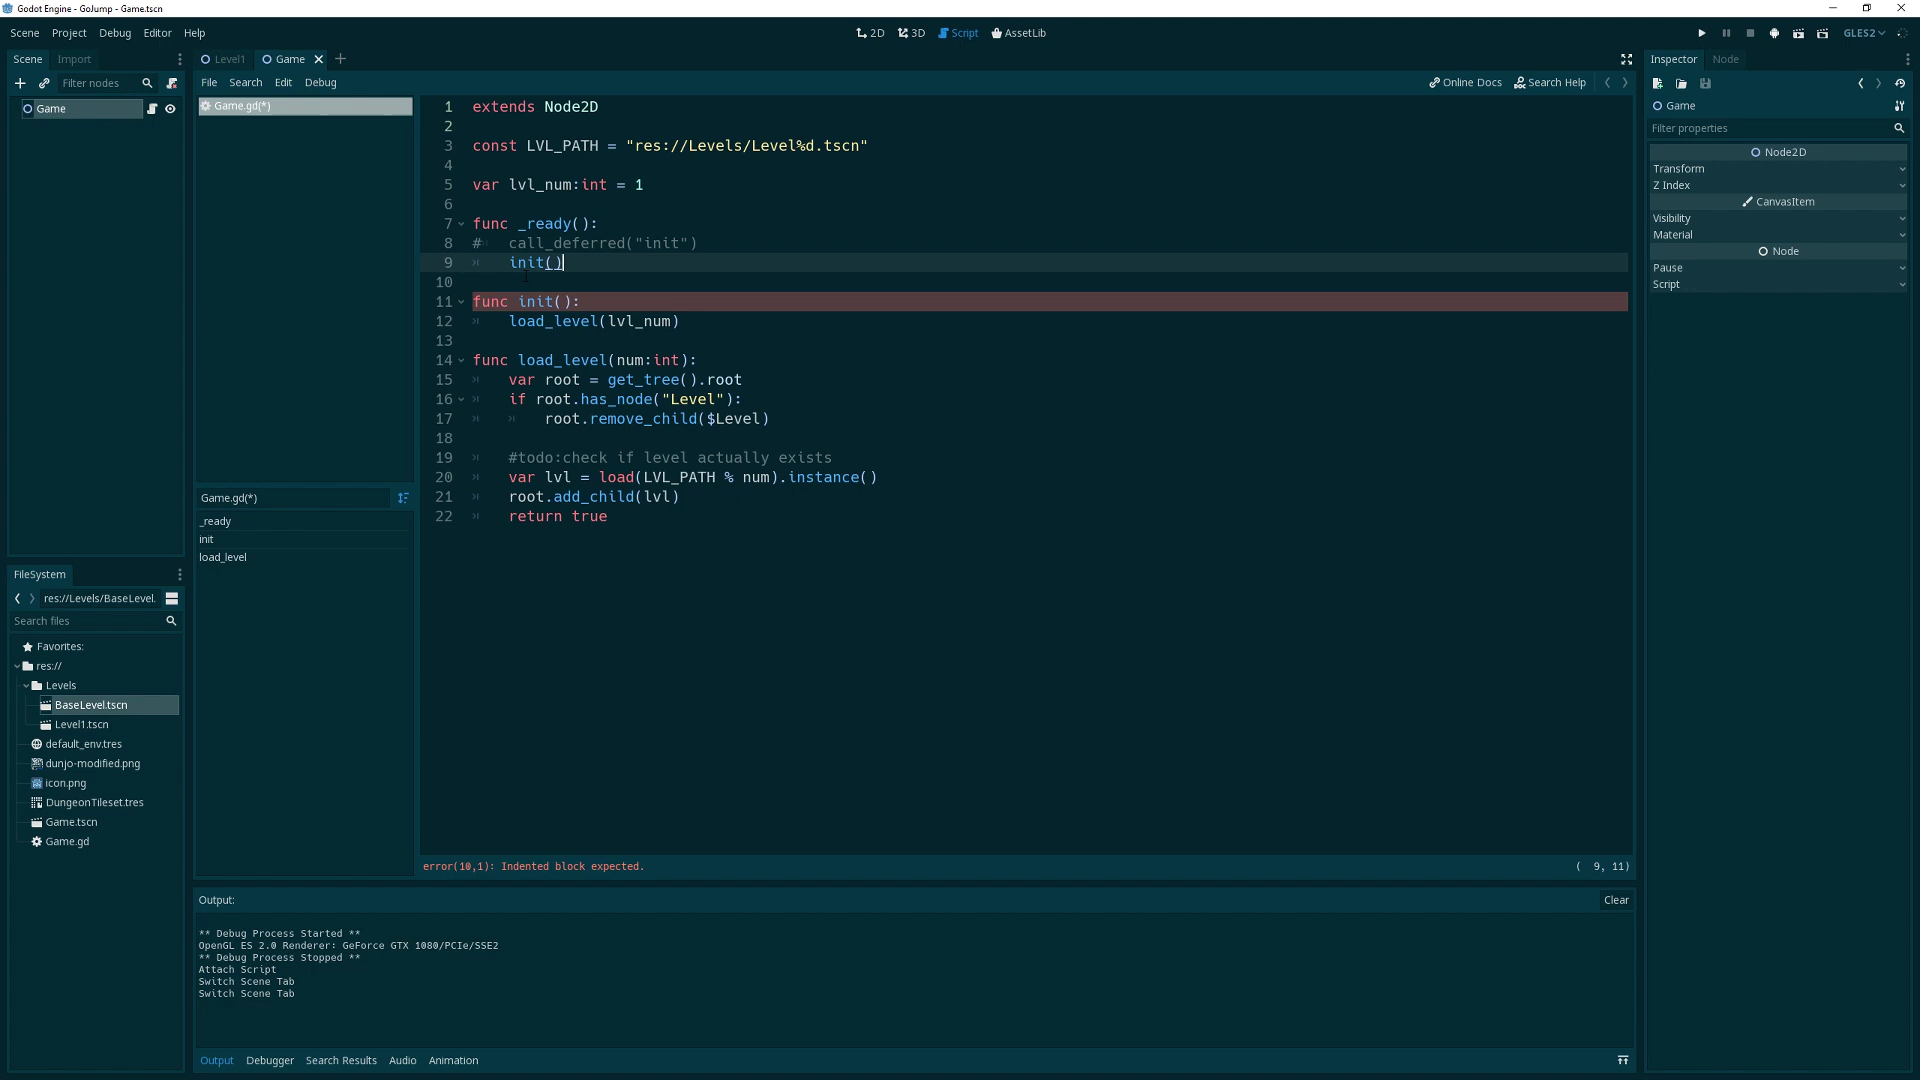 Godot Engine - GoJump - Game.tscn
Scene Project Debug Editor Help
2D 3D Script AssetLib
GLES2
Scene Import
Level1 Game
Inspector Node
Filter nodes
File Search Edit Debug
Online Docs Search Help
Game
Game.gd(*)
Game
Filter properties
Node2D
Transform
Z Index
CanvasItem
Visibility
Material
Node
Pause
Script
1 extends Node2D
2
3 const LVL_PATH = "res://Levels/Level%d.tscn"
4
5 var lvl_num:int = 1
6
7 func _ready():
8 # call_deferred("init")
9 init()
10
11 func init():
12 load_level(lvl_num)
13
14 func load_level(num:int):
15 var root = get_tree().root
16 if root.has_node("Level"):
17 root.remove_child($Level)
18
19 #todo:check if level actually exists
20 var lvl = load(LVL_PATH % num).instance()
21 root.add_child(lvl)
22 return true
Game.gd(*)
_ready
init
load_level
FileSystem
res://Levels/BaseLevel.
Search files
Favorites:
res://
Levels
BaseLevel.tscn
Level1.tscn
default_env.tres
dunjo-modified.png
icon.png
DungeonTileset.tres
Game.tscn
Game.gd
error(10,1): Indented block expected.
( 9, 11)
Output:
Clear
** Debug Process Started **
OpenGL ES 2.0 Renderer: GeForce GTX 1080/PCIe/SSE2
** Debug Process Stopped **
Attach Script
Switch Scene Tab
Switch Scene Tab
Output Debugger Search Results Audio Animation